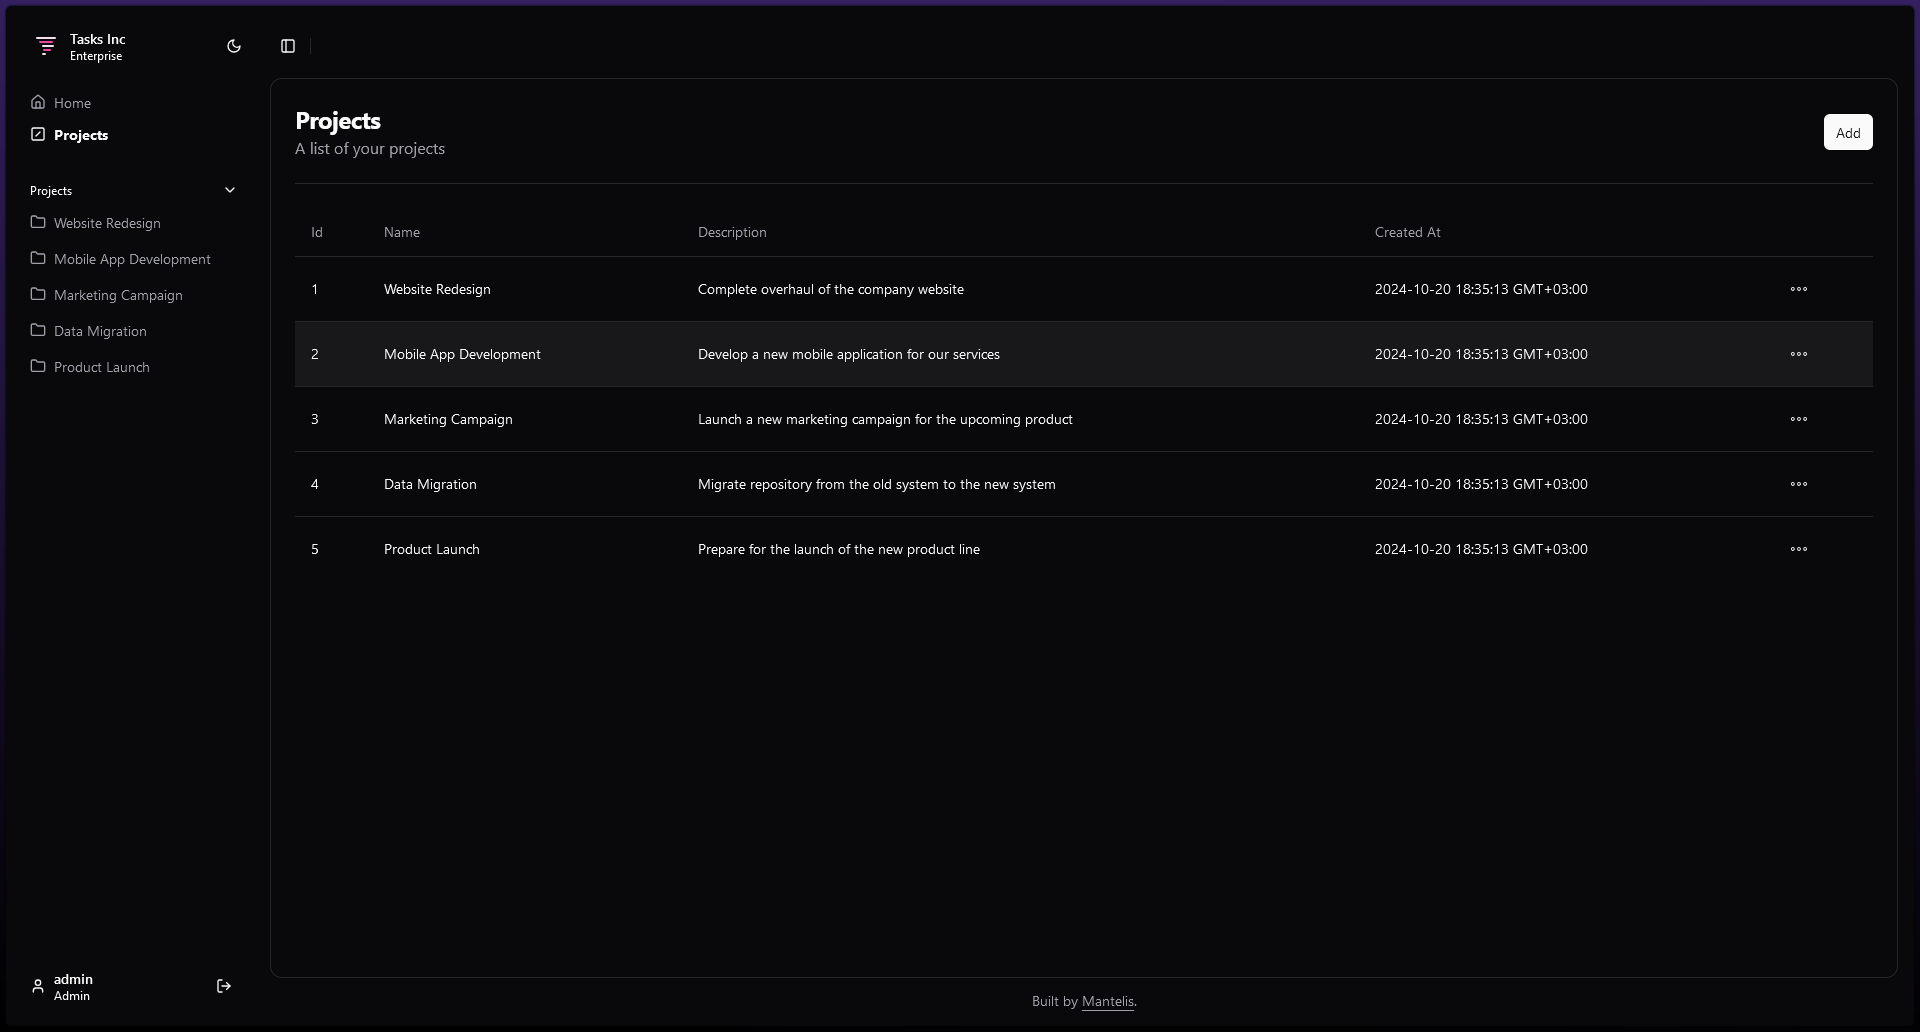 Tasks Inc
Enterprise
Home
Projects
Projects
Website Redesign
Mobile App Development
Marketing Campaign
Data Migration
Product Launch
admin
Admin
Projects
A list of your projects
Add
Id Name Description Created At
1 Website Redesign Complete overhaul of the company website 2024-10-20 18:35:13 GMT+03:00
2 Mobile App Development Develop a new mobile application for our services 2024-10-20 18:35:13 GMT+03:00
3 Marketing Campaign Launch a new marketing campaign for the upcoming product 2024-10-20 18:35:13 GMT+03:00
4 Data Migration Migrate repository from the old system to the new system 2024-10-20 18:35:13 GMT+03:00
5 Product Launch Prepare for the launch of the new product line 2024-10-20 18:35:13 GMT+03:00
Built by Mantelis.